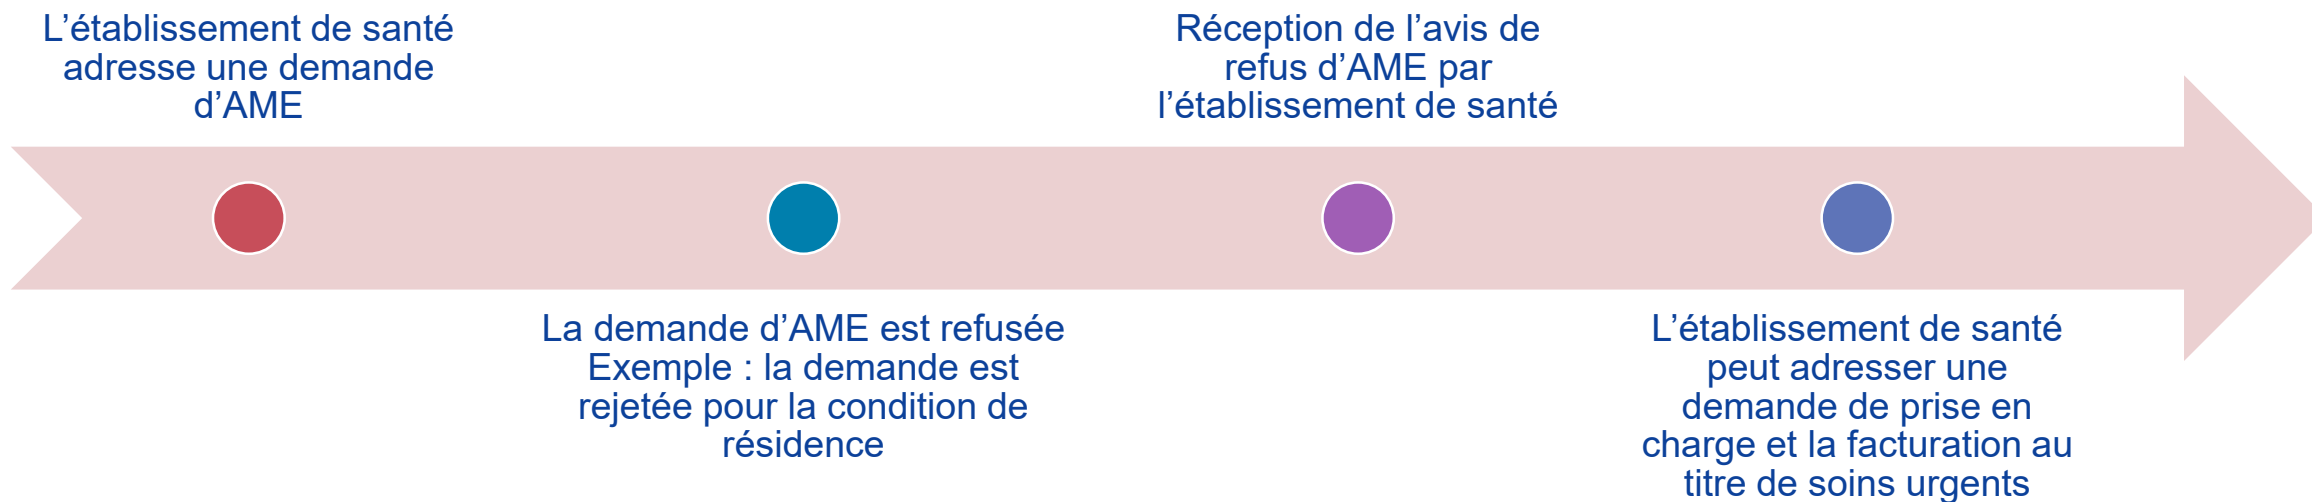 L’établissement de santé
adresse une demande
d’AME
La demande d’AME est refusée
Exemple : la demande est
rejetée pour la condition de
résidence
Réception de l’avis de
refus d’AME par
l’établissement de santé
L’établissement de santé
peut adresser une
demande de prise en
charge et la facturation au
titre de soins urgents